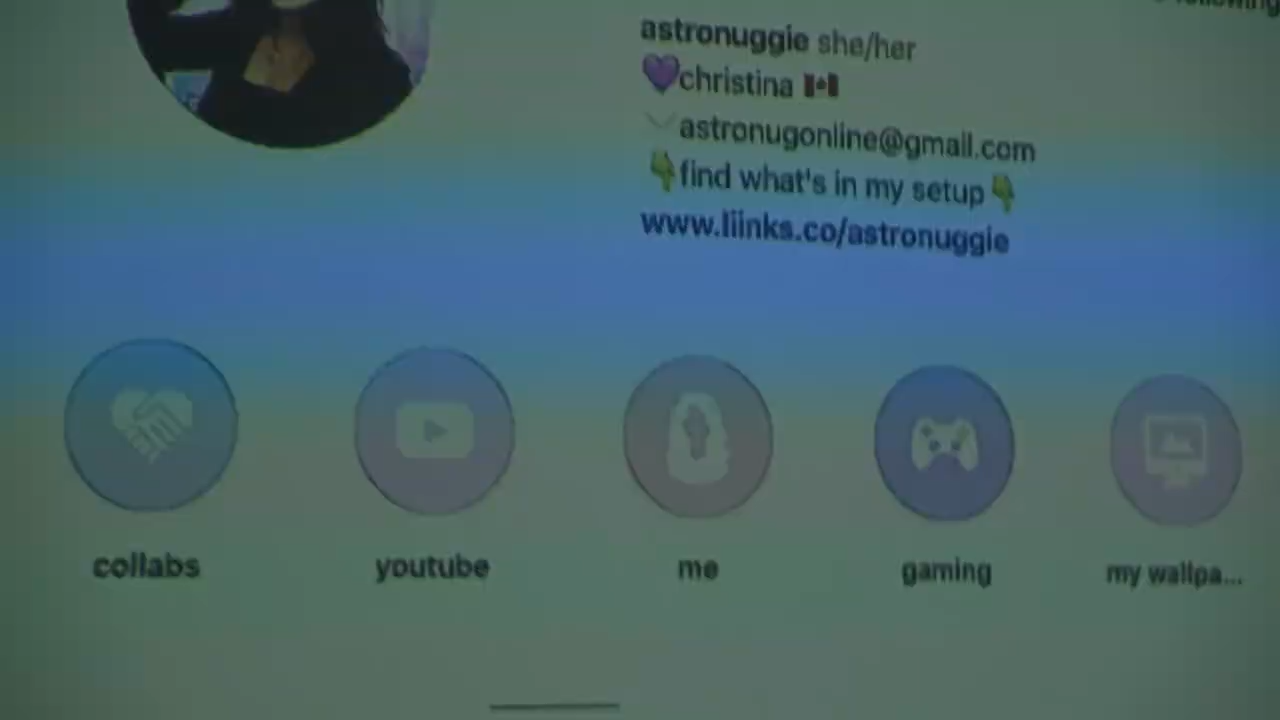 astronuggie she/her
💜christina 🇨🇦
astronugonline@gmail.com
👇find what's in my setup👇
www.liinks.co/astronuggie
collabs
youtube
me
gaming
my wallpa...